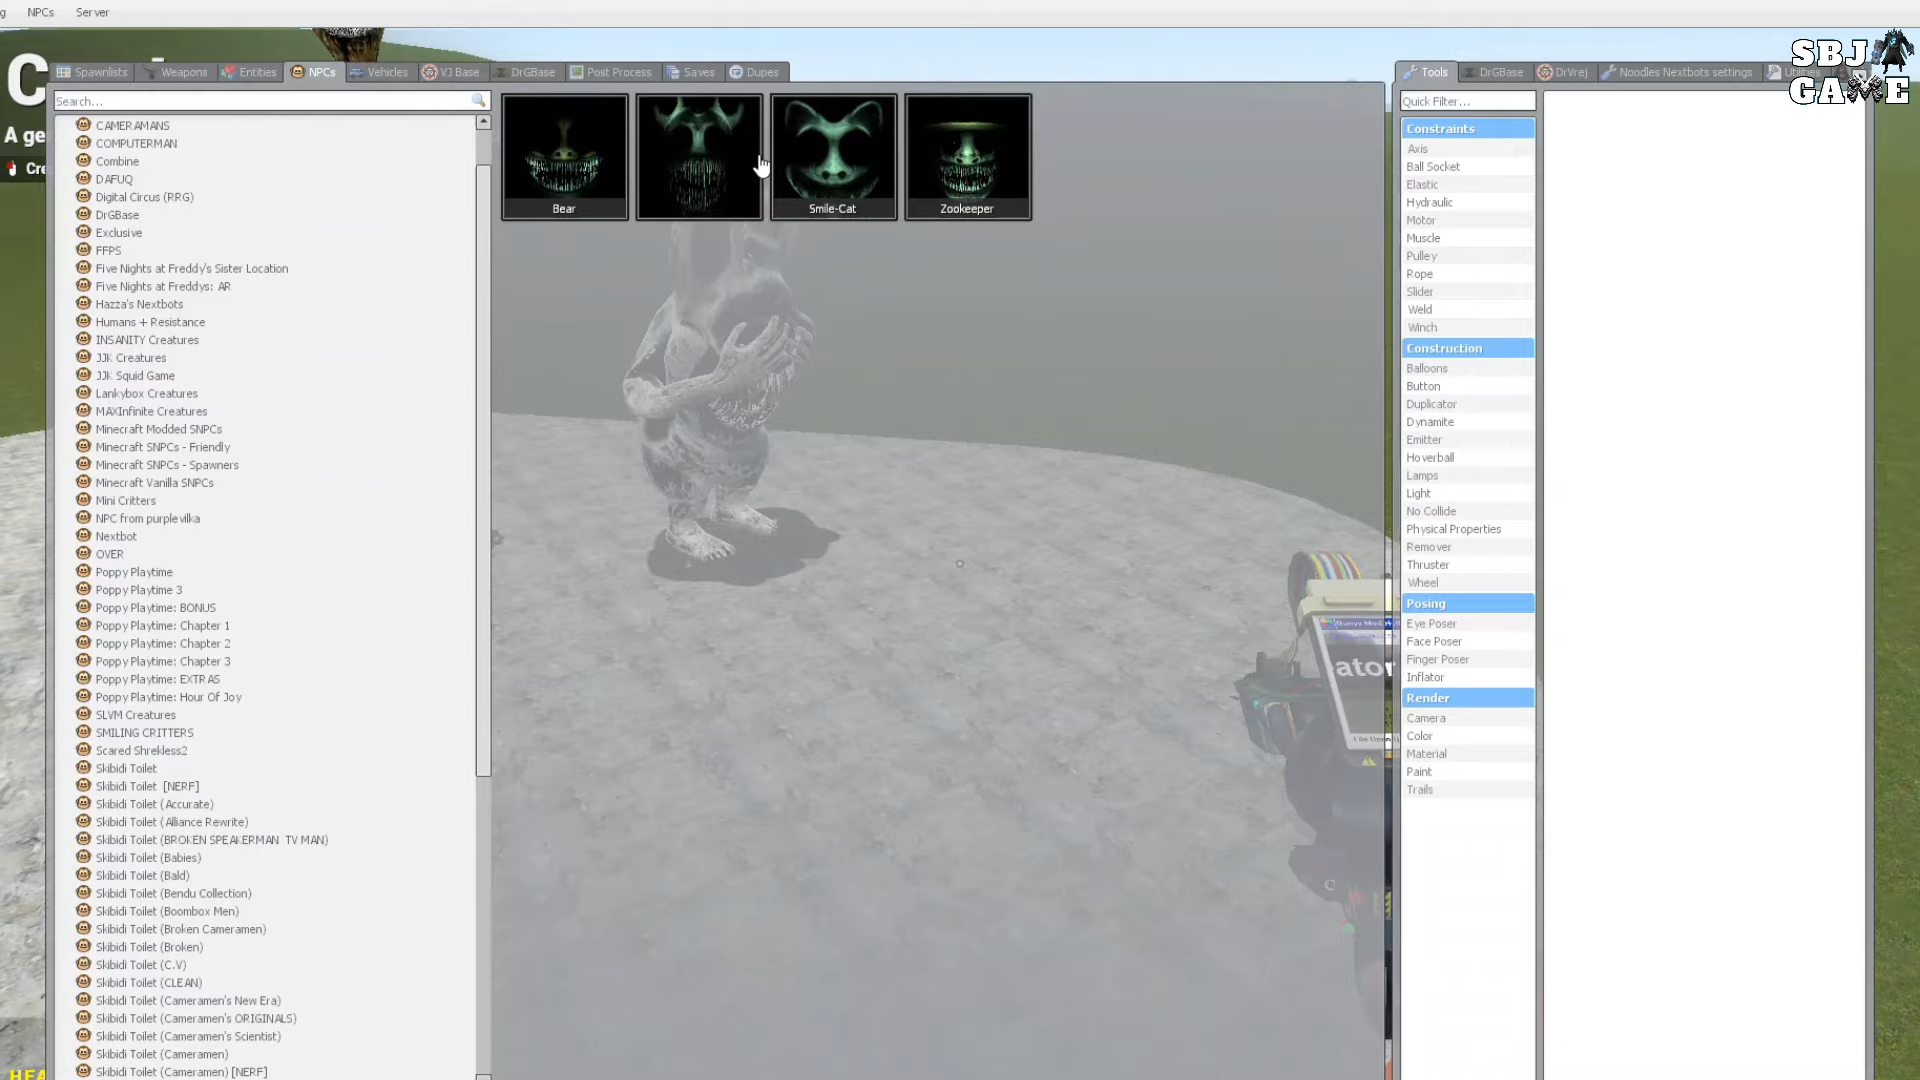 NPCs Server
SBJ
GAME
Spawnlists Weapons Entities NPCs Vehicles VJ Base DrGBase Post Process Saves Dupes
Tools DrGBase DrVrej Noodles Nextbots settings Utilities
Search...
Quick Filter...
A ge
Cre
CAMERAMANS
COMPUTERMAN
Combine
DAFUQ
Digital Circus (RRG)
DrGBase
Exclusive
FFPS
Five Nights at Freddy's Sister Location
Five Nights at Freddys: AR
Hazza's Nextbots
Humans + Resistance
INSANITY Creatures
JJK Creatures
JJK Squid Game
Lankybox Creatures
MAXInfinite Creatures
Minecraft Modded SNPCs
Minecraft SNPCs - Friendly
Minecraft SNPCs - Spawners
Minecraft Vanilla SNPCs
Mini Critters
NPC from purplevilka
Nextbot
OVER
Poppy Playtime
Poppy Playtime 3
Poppy Playtime: BONUS
Poppy Playtime: Chapter 1
Poppy Playtime: Chapter 2
Poppy Playtime: Chapter 3
Poppy Playtime: EXTRAS
Poppy Playtime: Hour Of Joy
SLVM Creatures
SMILING CRITTERS
Scared Shrekless2
Skibidi Toilet
Skibidi Toilet [NERF]
Skibidi Toilet (Accurate)
Skibidi Toilet (Alliance Rewrite)
Skibidi Toilet (BROKEN SPEAKERMAN TV MAN)
Skibidi Toilet (Babies)
Skibidi Toilet (Bald)
Skibidi Toilet (Bendu Collection)
Skibidi Toilet (Boombox Men)
Skibidi Toilet (Broken Cameramen)
Skibidi Toilet (Broken)
Skibidi Toilet (C.V)
Skibidi Toilet (CLEAN)
Skibidi Toilet (Cameramen's New Era)
Skibidi Toilet (Cameramen's ORIGINALS)
Skibidi Toilet (Cameramen's Scientist)
Skibidi Toilet (Cameramen)
Skibidi Toilet (Cameramen) [NERF]
Bear
Smile-Cat
Zookeeper
ator
Constraints
Axis
Ball Socket
Elastic
Hydraulic
Motor
Muscle
Pulley
Rope
Slider
Weld
Winch
Construction
Balloons
Button
Duplicator
Dynamite
Emitter
Hoverball
Lamps
Light
No Collide
Physical Properties
Remover
Thruster
Wheel
Posing
Eye Poser
Face Poser
Finger Poser
Inflator
Render
Camera
Color
Material
Paint
Trails
HEA